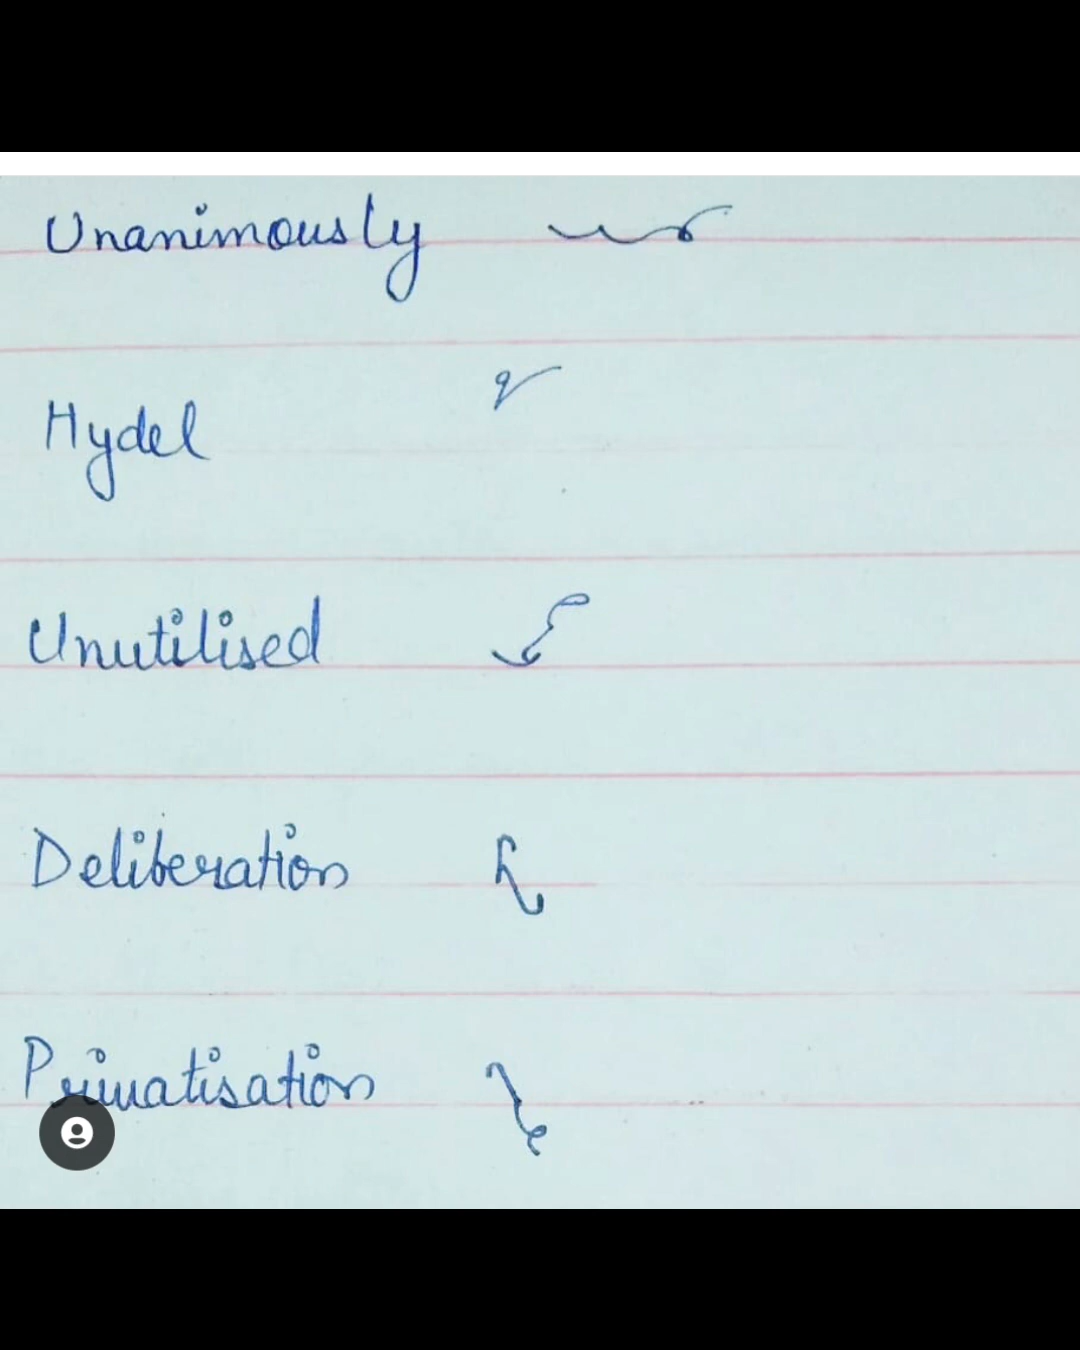 Unanimously
Hydel
Unutilised
Deliberation
Privatisation